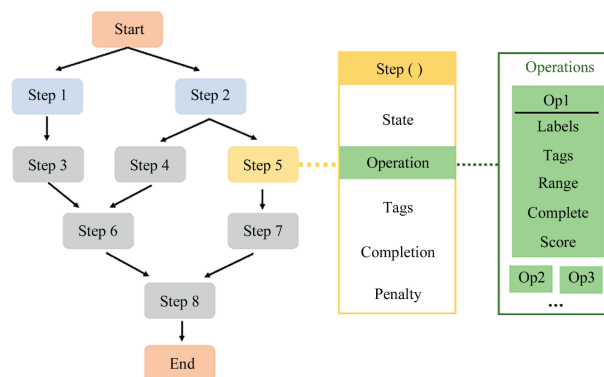 Start
Step 1
Step 2
Step 3
Step 4
Step 5
Step 6
Step 7
Step 8
End
Step ( )
State
Operation
Tags
Completion
Penalty
Operations
Op1
Labels
Tags
Range
Complete
Score
Op2 Op3
...